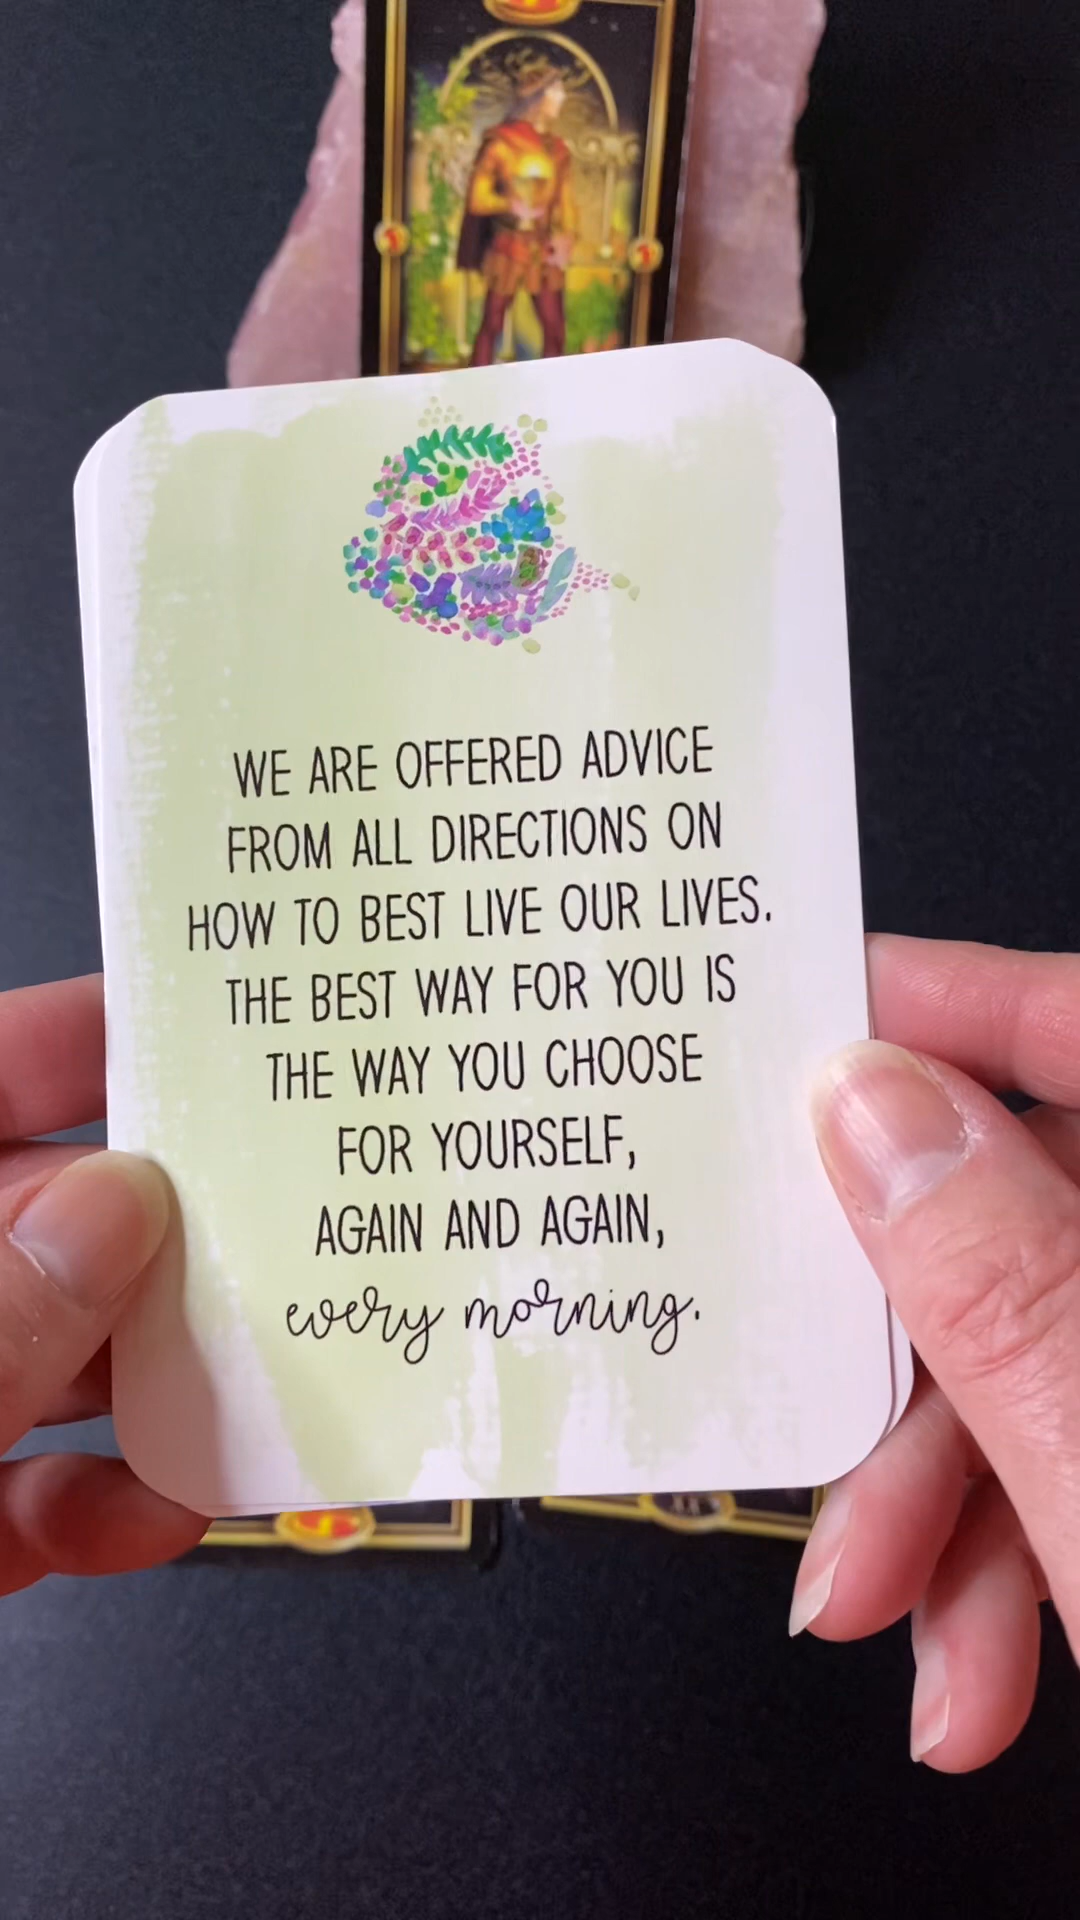 WE ARE OFFERED ADVICE
FROM ALL DIRECTIONS ON
HOW TO BEST LIVE OUR LIVES.
THE BEST WAY FOR YOU IS
THE WAY YOU CHOOSE
FOR YOURSELF,
AGAIN AND AGAIN,
every morning.